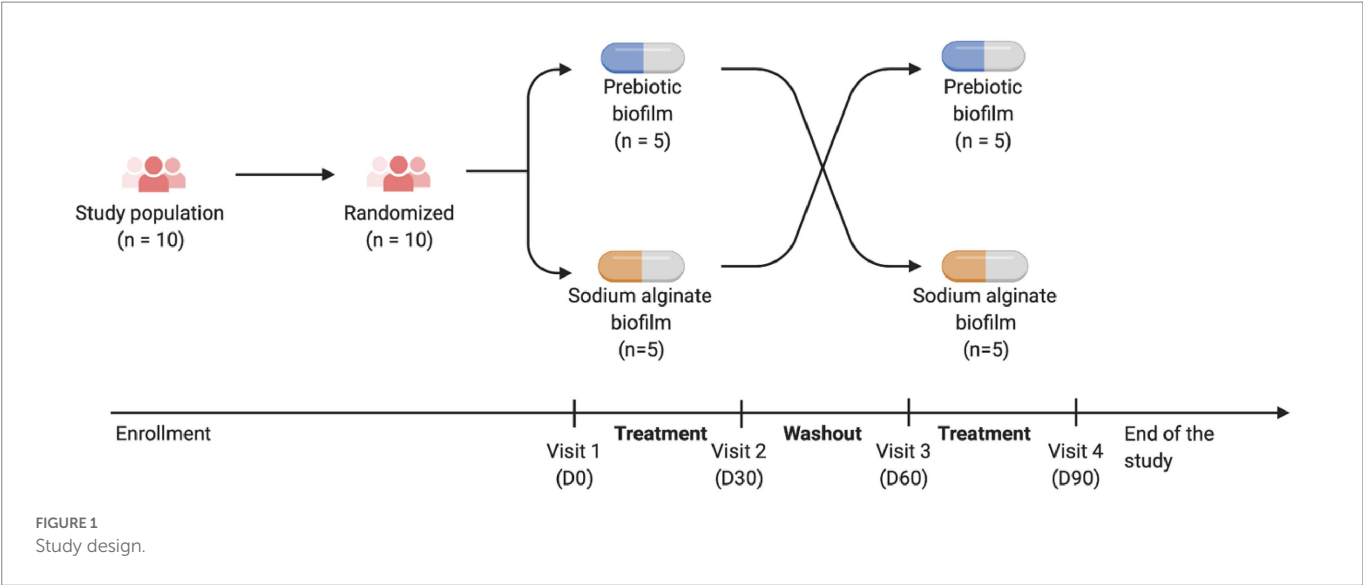 Prebiotic
biofilm
(n = 5)
Prebiotic
biofilm
(n = 5)
Study population
(n = 10)
Randomized
(n = 10)
Sodium alginate
biofilm
(n=5)
Sodium alginate
biofilm
(n=5)
Enrollment
Visit 1
(D0)
Treatment
Visit 2
(D30)
Washout
Visit 3
(D60)
Treatment
Visit 4
(D90)
End of the
study
FIGURE 1
Study design.